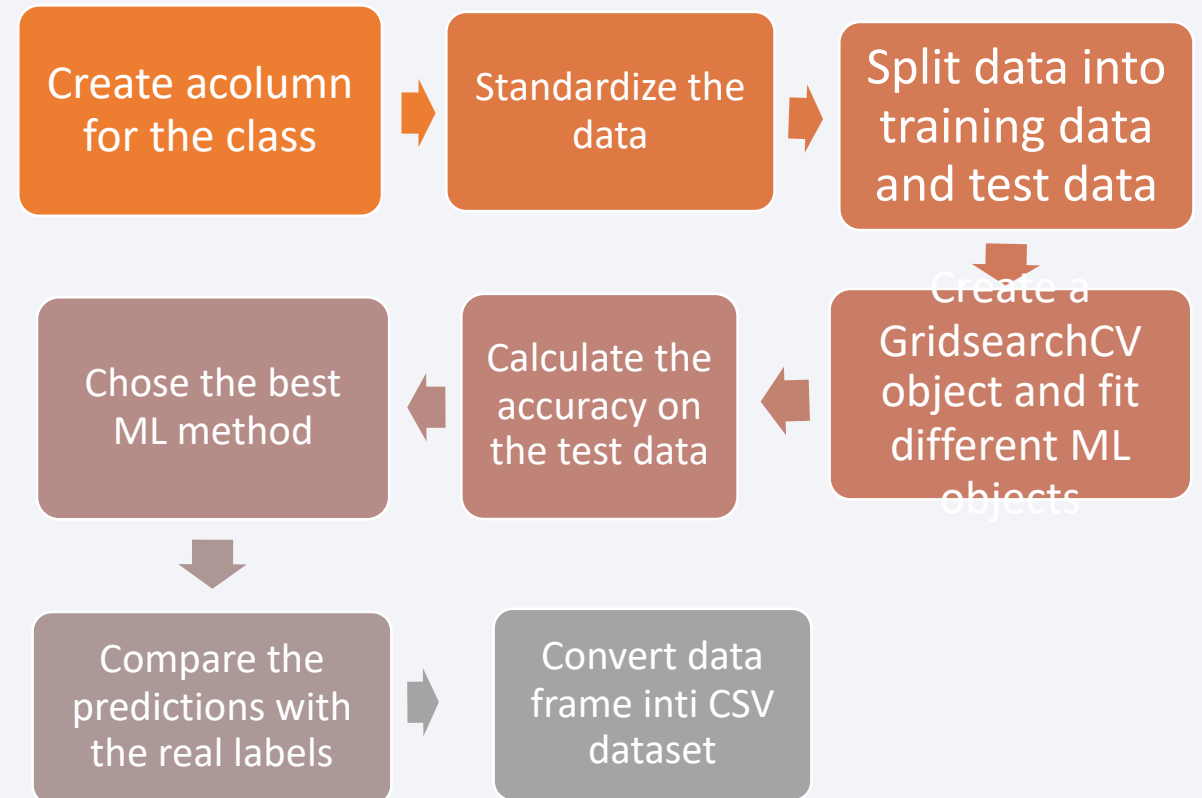 Create acolumn
for the class
Standardize the
data
Split data into
training data
and test data
Create a
GridsearchCV
object and fit
different ML
objects
Calculate the
accuracy on
the test data
Chose the best
ML method
Compare the
predictions with
the real labels
Convert data
frame inti CSV
dataset